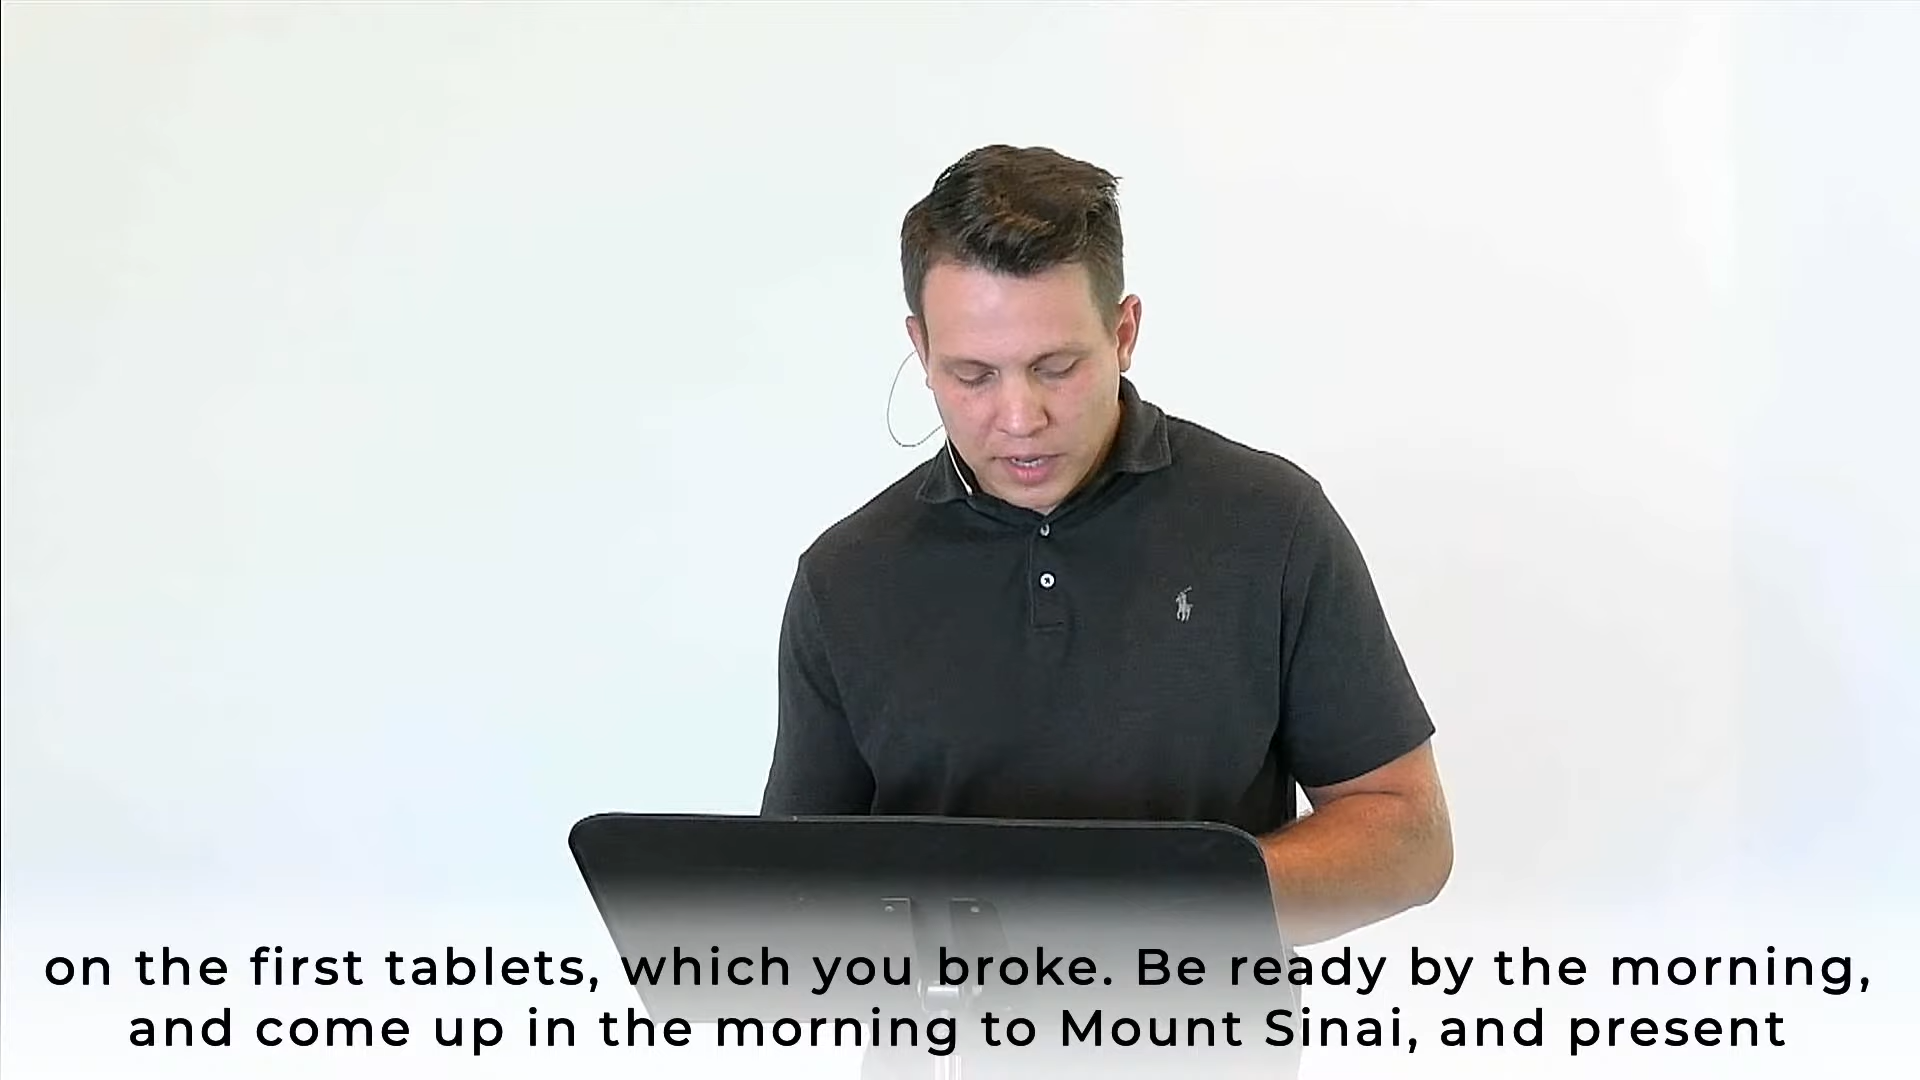 on the first tablets, which you broke. Be ready by the morning,
and come up in the morning to Mount Sinai, and present